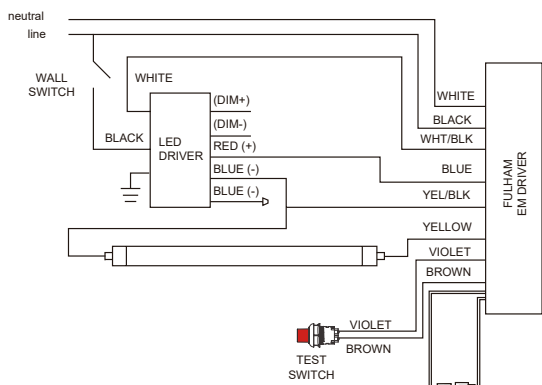 neutral
line
WALL
SWITCH
WHITE
BLACK
LED
DRIVER
(DIM+)
(DIM-)
RED (+)
BLUE (-)
BLUE (-)
WHITE
BLACK
WHT/BLK
BLUE
YEL/BLK
YELLOW
VIOLET
BROWN
FULHAM
EM DRIVER
VIOLET
BROWN
TEST
SWITCH